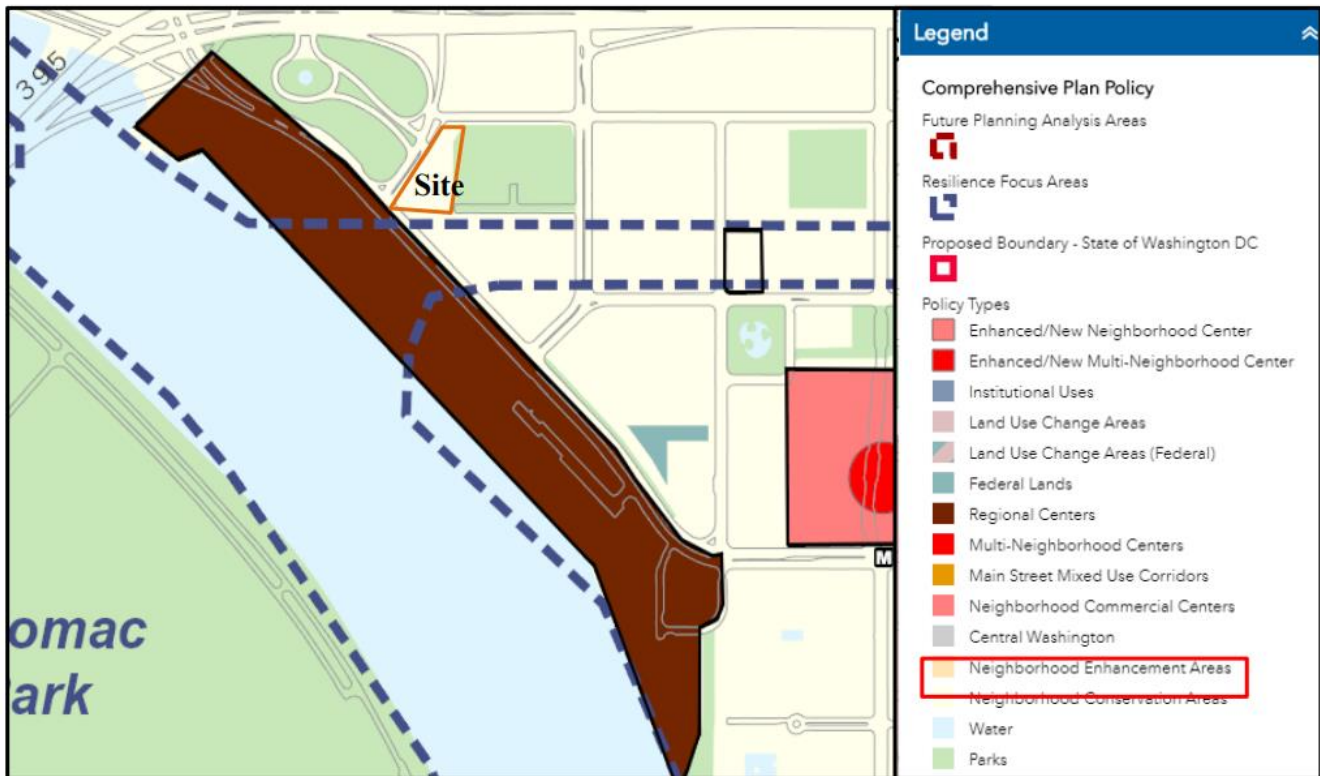 395
Site
omac
ark
M
Legend
Comprehensive Plan Policy
Future Planning Analysis Areas
Resilience Focus Areas
Proposed Boundary - State of Washington DC
Policy Types
Enhanced/New Neighborhood Center
Enhanced/New Multi-Neighborhood Center
Institutional Uses
Land Use Change Areas
Land Use Change Areas (Federal)
Federal Lands
Regional Centers
Multi-Neighborhood Centers
Main Street Mixed Use Corridors
Neighborhood Commercial Centers
Central Washington
Neighborhood Enhancement Areas
Neighborhood Conservation Areas
Water
Parks